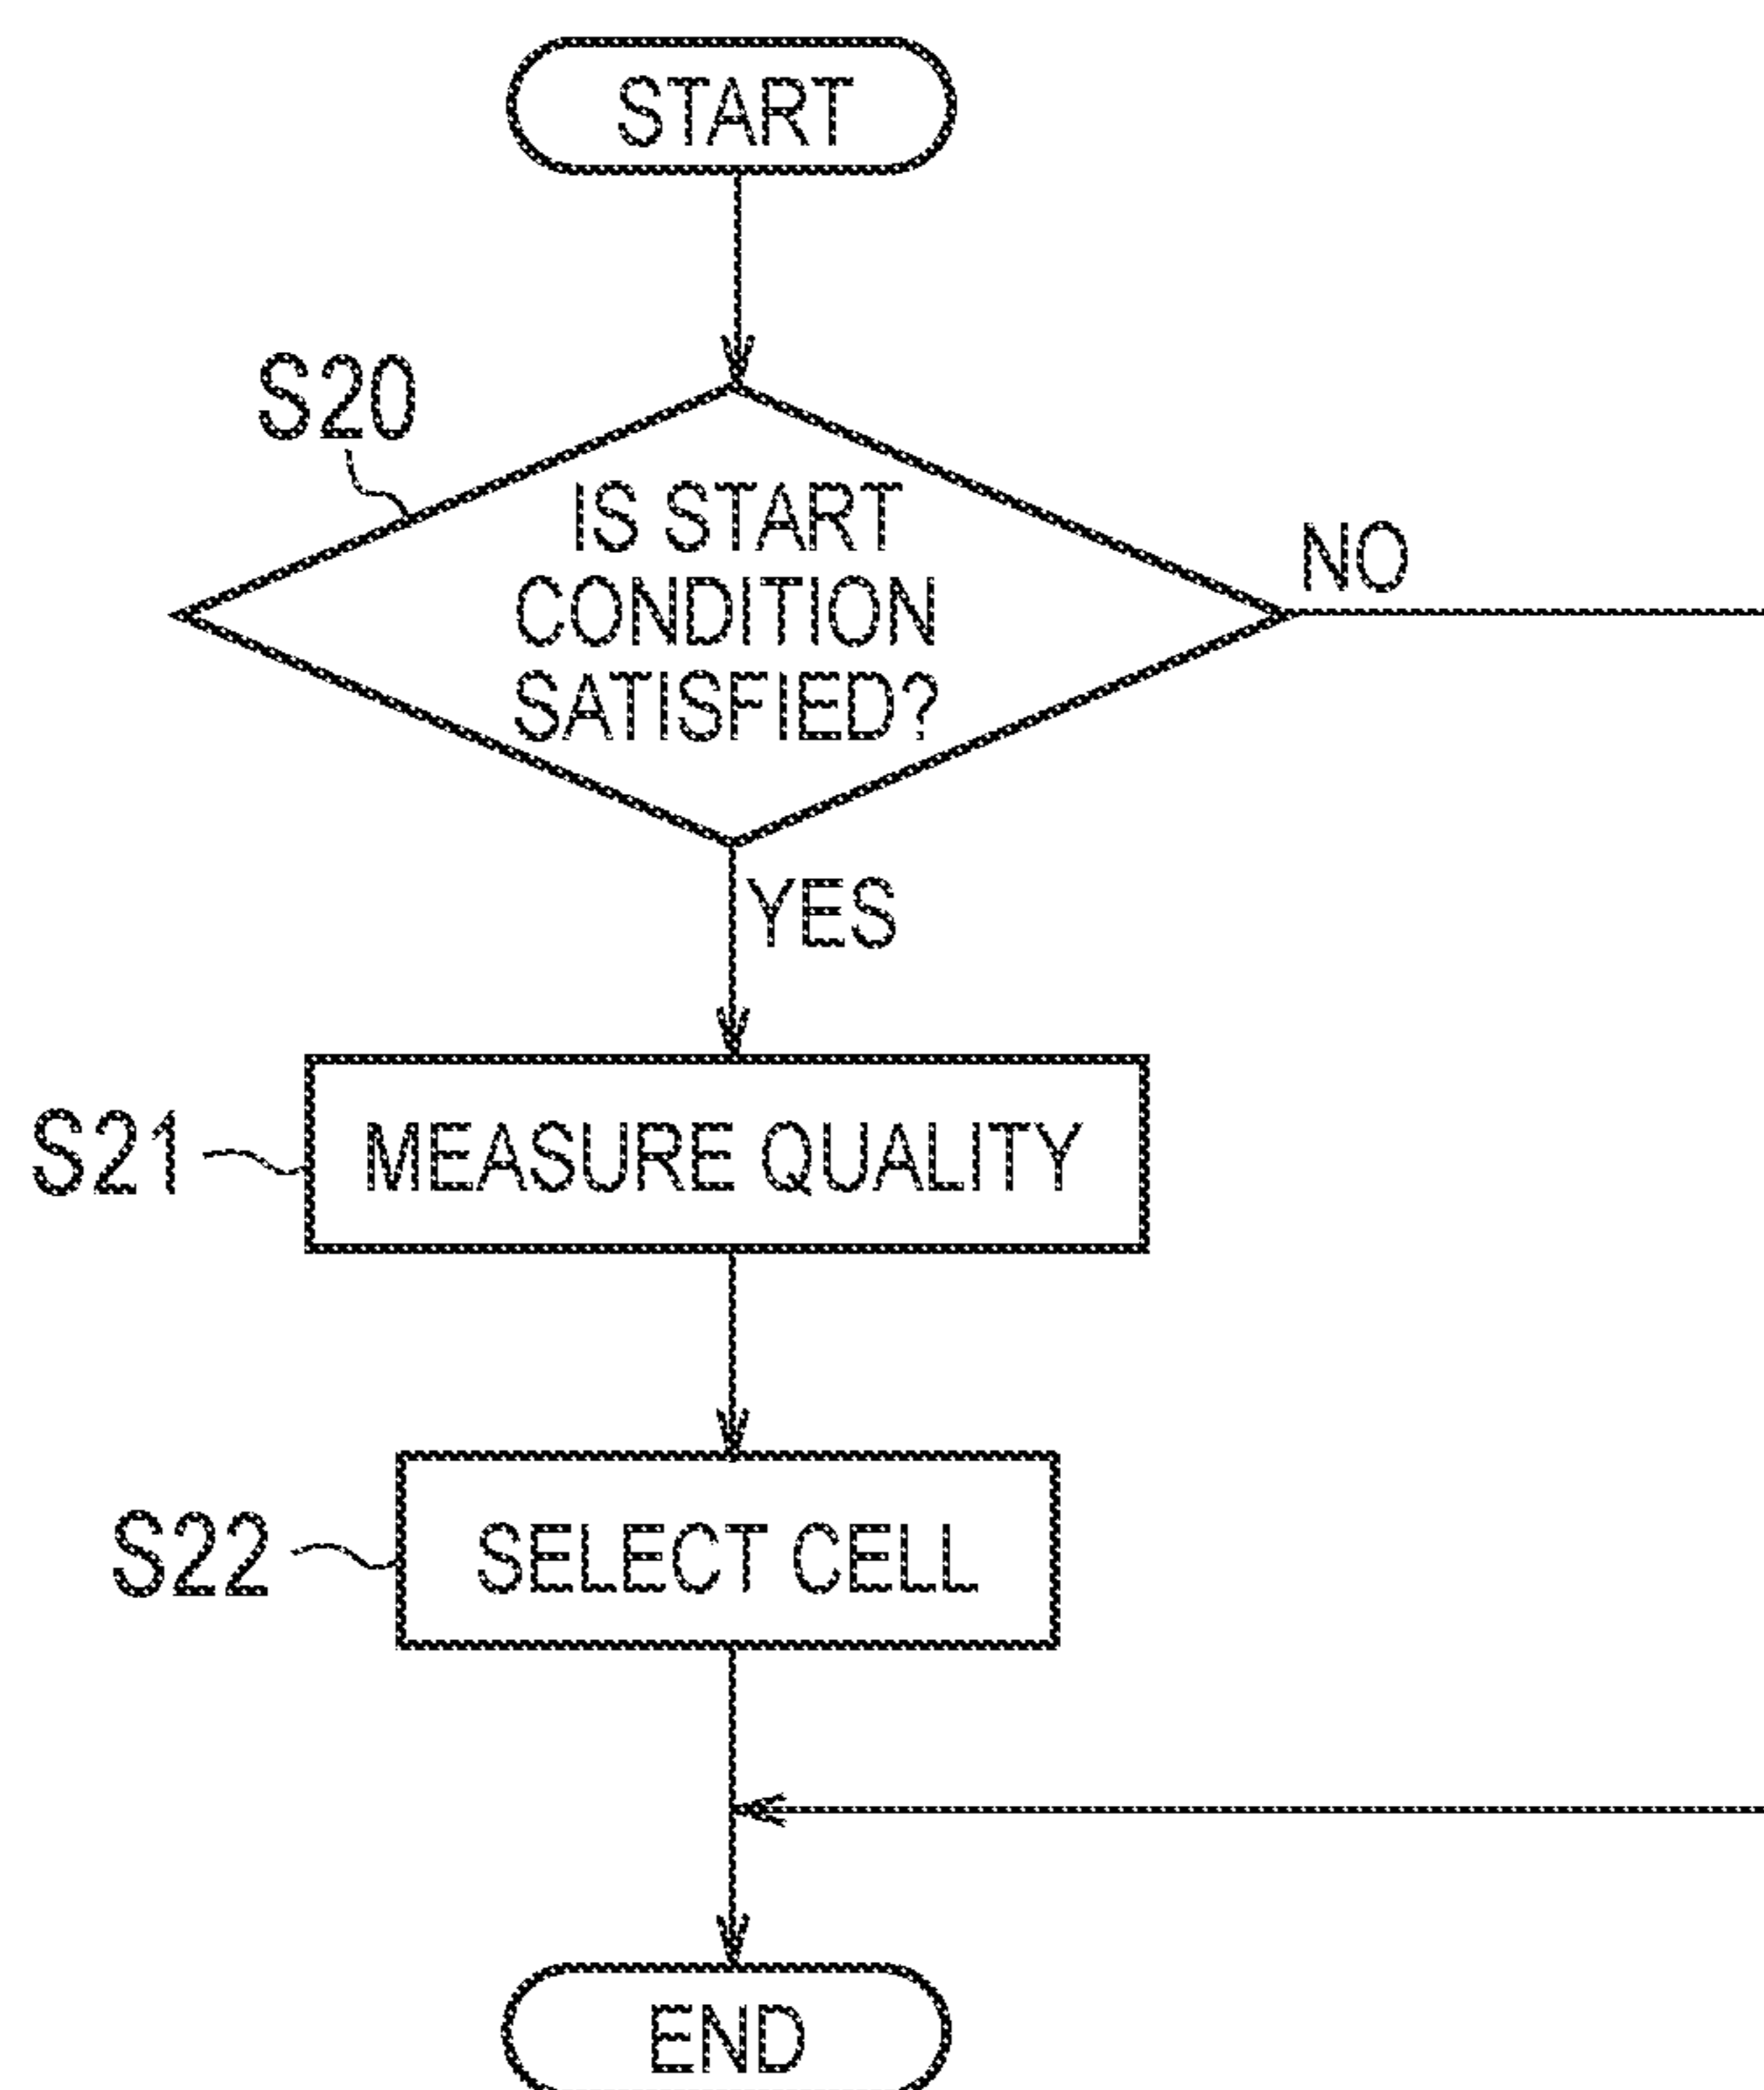 START
S20
IS START
CONDITION
SATISFIED?
NO
YES
S21
MEASURE QUALITY
S22
SELECT CELL
END